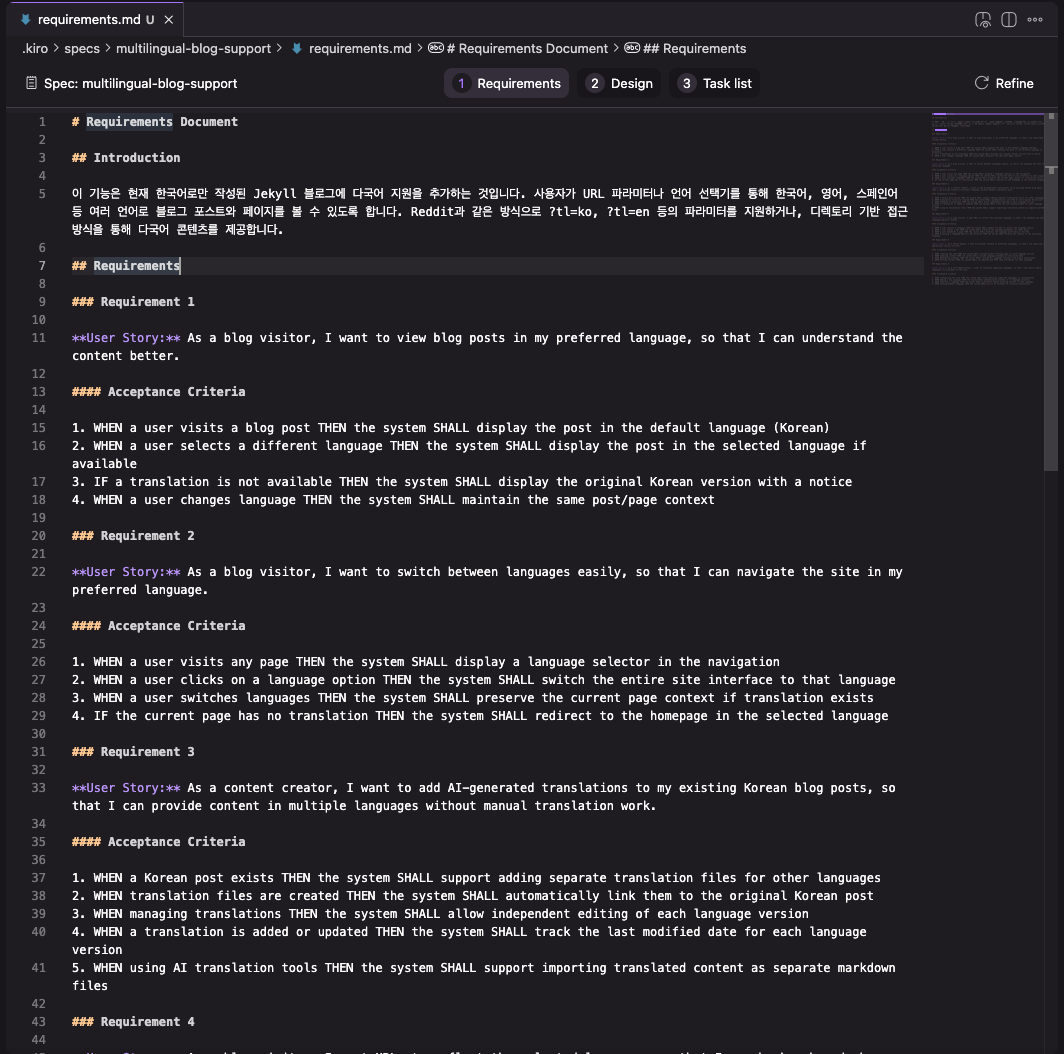 requirements.md U
.kiro > specs > multilingual-blog-support > requirements.md > # Requirements Document > ## Requirements
Spec: multilingual-blog-support
1 Requirements
2 Design
3 Task list
Refine
1 # Requirements Document
2
3 ## Introduction
4
5 이 기능은 현재 한국어로만 작성된 Jekyll 블로그에 다국어 지원을 추가하는 것입니다. 사용자가 URL 파라미터나 언어 선택기를 통해 한국어, 영어, 스페인어
등 여러 언어로 블로그 포스트와 페이지를 볼 수 있도록 합니다. Reddit과 같은 방식으로 ?tl=ko, ?tl=en 등의 파라미터를 지원하거나, 디렉토리 기반 접근
방식을 통해 다국어 콘텐츠를 제공합니다.
6
7 ## Requirements
8
9 ### Requirement 1
10
11 **User Story:** As a blog visitor, I want to view blog posts in my preferred language, so that I can understand the
content better.
12
13 #### Acceptance Criteria
14
15 1. WHEN a user visits a blog post THEN the system SHALL display the post in the default language (Korean)
16 2. WHEN a user selects a different language THEN the system SHALL display the post in the selected language if
available
17 3. IF a translation is not available THEN the system SHALL display the original Korean version with a notice
18 4. WHEN a user changes language THEN the system SHALL maintain the same post/page context
19
20 ### Requirement 2
21
22 **User Story:** As a blog visitor, I want to switch between languages easily, so that I can navigate the site in my
preferred language.
23
24 #### Acceptance Criteria
25
26 1. WHEN a user visits any page THEN the system SHALL display a language selector in the navigation
27 2. WHEN a user clicks on a language option THEN the system SHALL switch the entire site interface to that language
28 3. WHEN a user switches languages THEN the system SHALL preserve the current page context if translation exists
29 4. IF the current page has no translation THEN the system SHALL redirect to the homepage in the selected language
30
31 ### Requirement 3
32
33 **User Story:** As a content creator, I want to add AI-generated translations to my existing Korean blog posts, so
that I can provide content in multiple languages without manual translation work.
34
35 #### Acceptance Criteria
36
37 1. WHEN a Korean post exists THEN the system SHALL support adding separate translation files for other languages
38 2. WHEN translation files are created THEN the system SHALL automatically link them to the original Korean post
39 3. WHEN managing translations THEN the system SHALL allow independent editing of each language version
40 4. WHEN a translation is added or updated THEN the system SHALL track the last modified date for each language
version
41 5. WHEN using AI translation tools THEN the system SHALL support importing translated content as separate markdown
files
42
43 ### Requirement 4
44